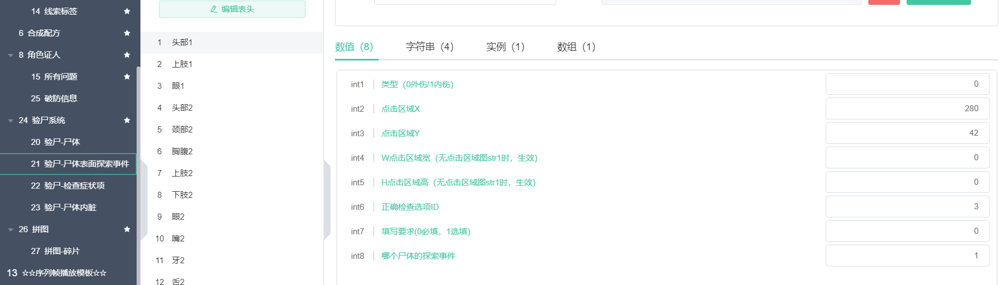 14 线索标签
6 合成配方
8 角色证人
15 所有问题
25 破防信息
24 验尸系统
20 验尸-尸体
21 验尸-尸体表面探索事件
22 验尸-检查症状项
23 验尸-尸体内脏
26 拼图
27 拼图-碎片
13 ☆☆序列帧播放模板☆☆
编辑表头
1 头部1
2 上肢1
3 眼1
4 头部2
5 颈部2
6 胸腹2
7 上肢2
8 下肢2
9 眼2
10 嘴2
11 牙2
12 舌2
数值（8） 字符串（4） 实例（1） 数组（1）
int1 类型（0外伤/1内伤） 0
int2 点击区域X 280
int3 点击区域Y 42
int4 W点击区域宽（无点击区域图str1时，生效） 0
int5 H点击区域高（无点击区域图str1时，生效） 0
int6 正确检查选项ID 3
int7 填写要求(0必填，1选填) 0
int8 哪个尸体的探索事件 1